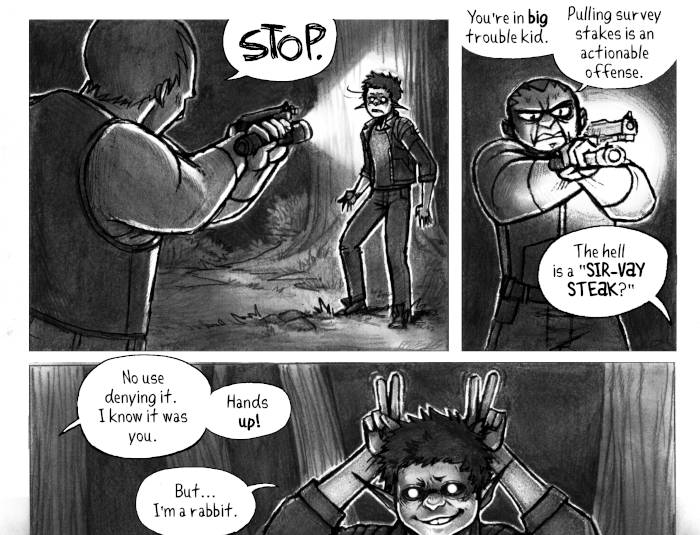 STOP.
You're in big
trouble kid.
Pulling survey
stakes is an
actionable
offense.
The hell
is a "SIR-VAY
STEAK?"
No use
denying it.
I know it was
you.
Hands
up!
But...
I'm a rabbit.